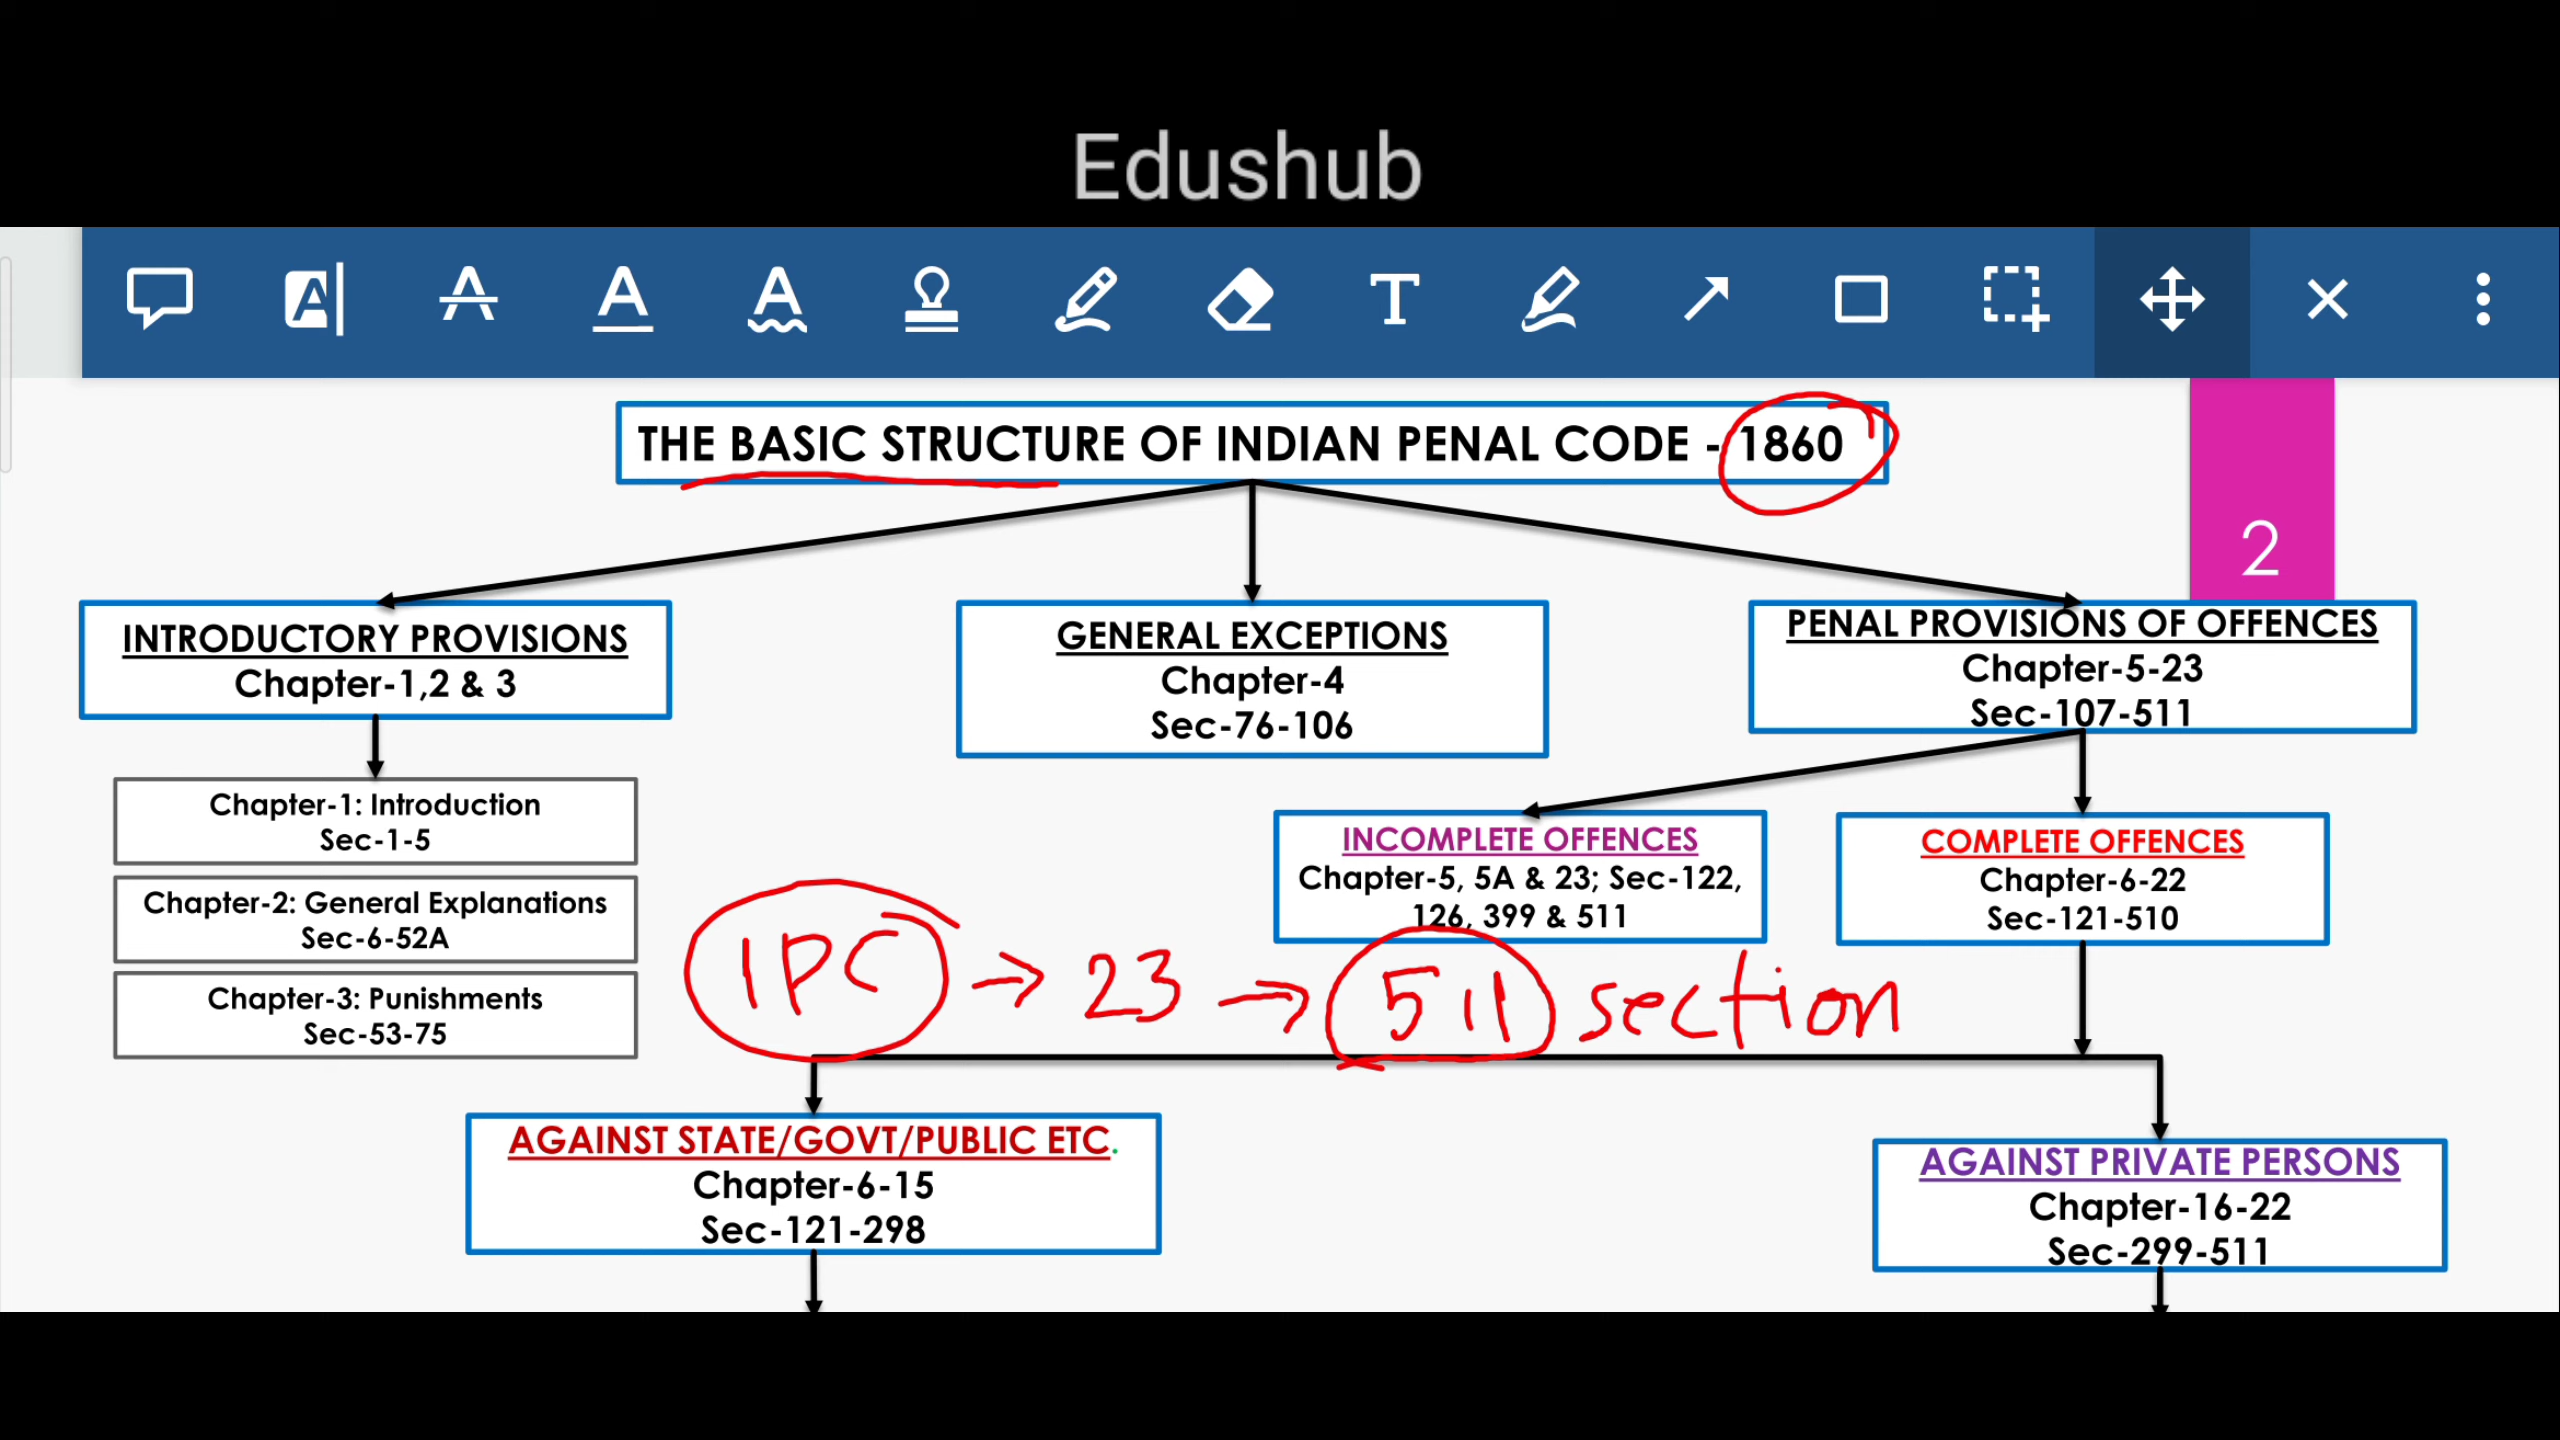 Edushub
THE BASIC STRUCTURE OF INDIAN PENAL CODE - 1860
2
INTRODUCTORY PROVISIONS
Chapter-1,2 & 3
GENERAL EXCEPTIONS
Chapter-4
Sec-76-106
PENAL PROVISIONS OF OFFENCES
Chapter-5-23
Sec-107-511
Chapter-1: Introduction
Sec-1-5
Chapter-2: General Explanations
Sec-6-52A
Chapter-3: Punishments
Sec-53-75
INCOMPLETE OFFENCES
Chapter-5, 5A & 23; Sec-122,
126, 399 & 511
COMPLETE OFFENCES
Chapter-6-22
Sec-121-510
IPC → 23 → 511 section
AGAINST STATE/GOVT/PUBLIC ETC.
Chapter-6-15
Sec-121-298
AGAINST PRIVATE PERSONS
Chapter-16-22
Sec-299-511